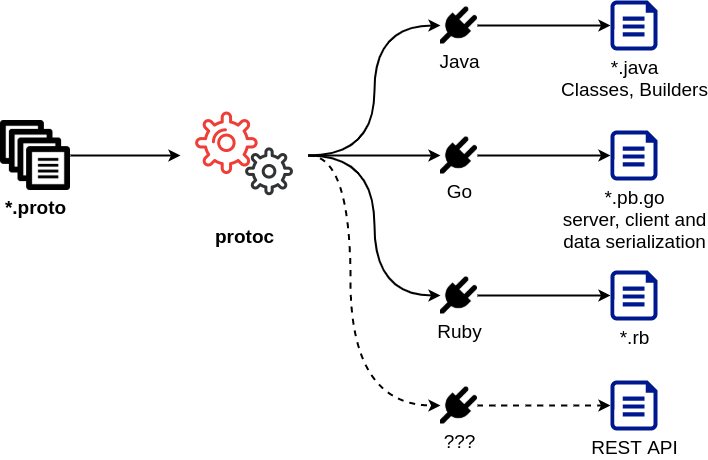 *.proto
protoc
Java
*.java
Classes, Builders
Go
*.pb.go
server, client and
data serialization
Ruby
*.rb
???
REST API